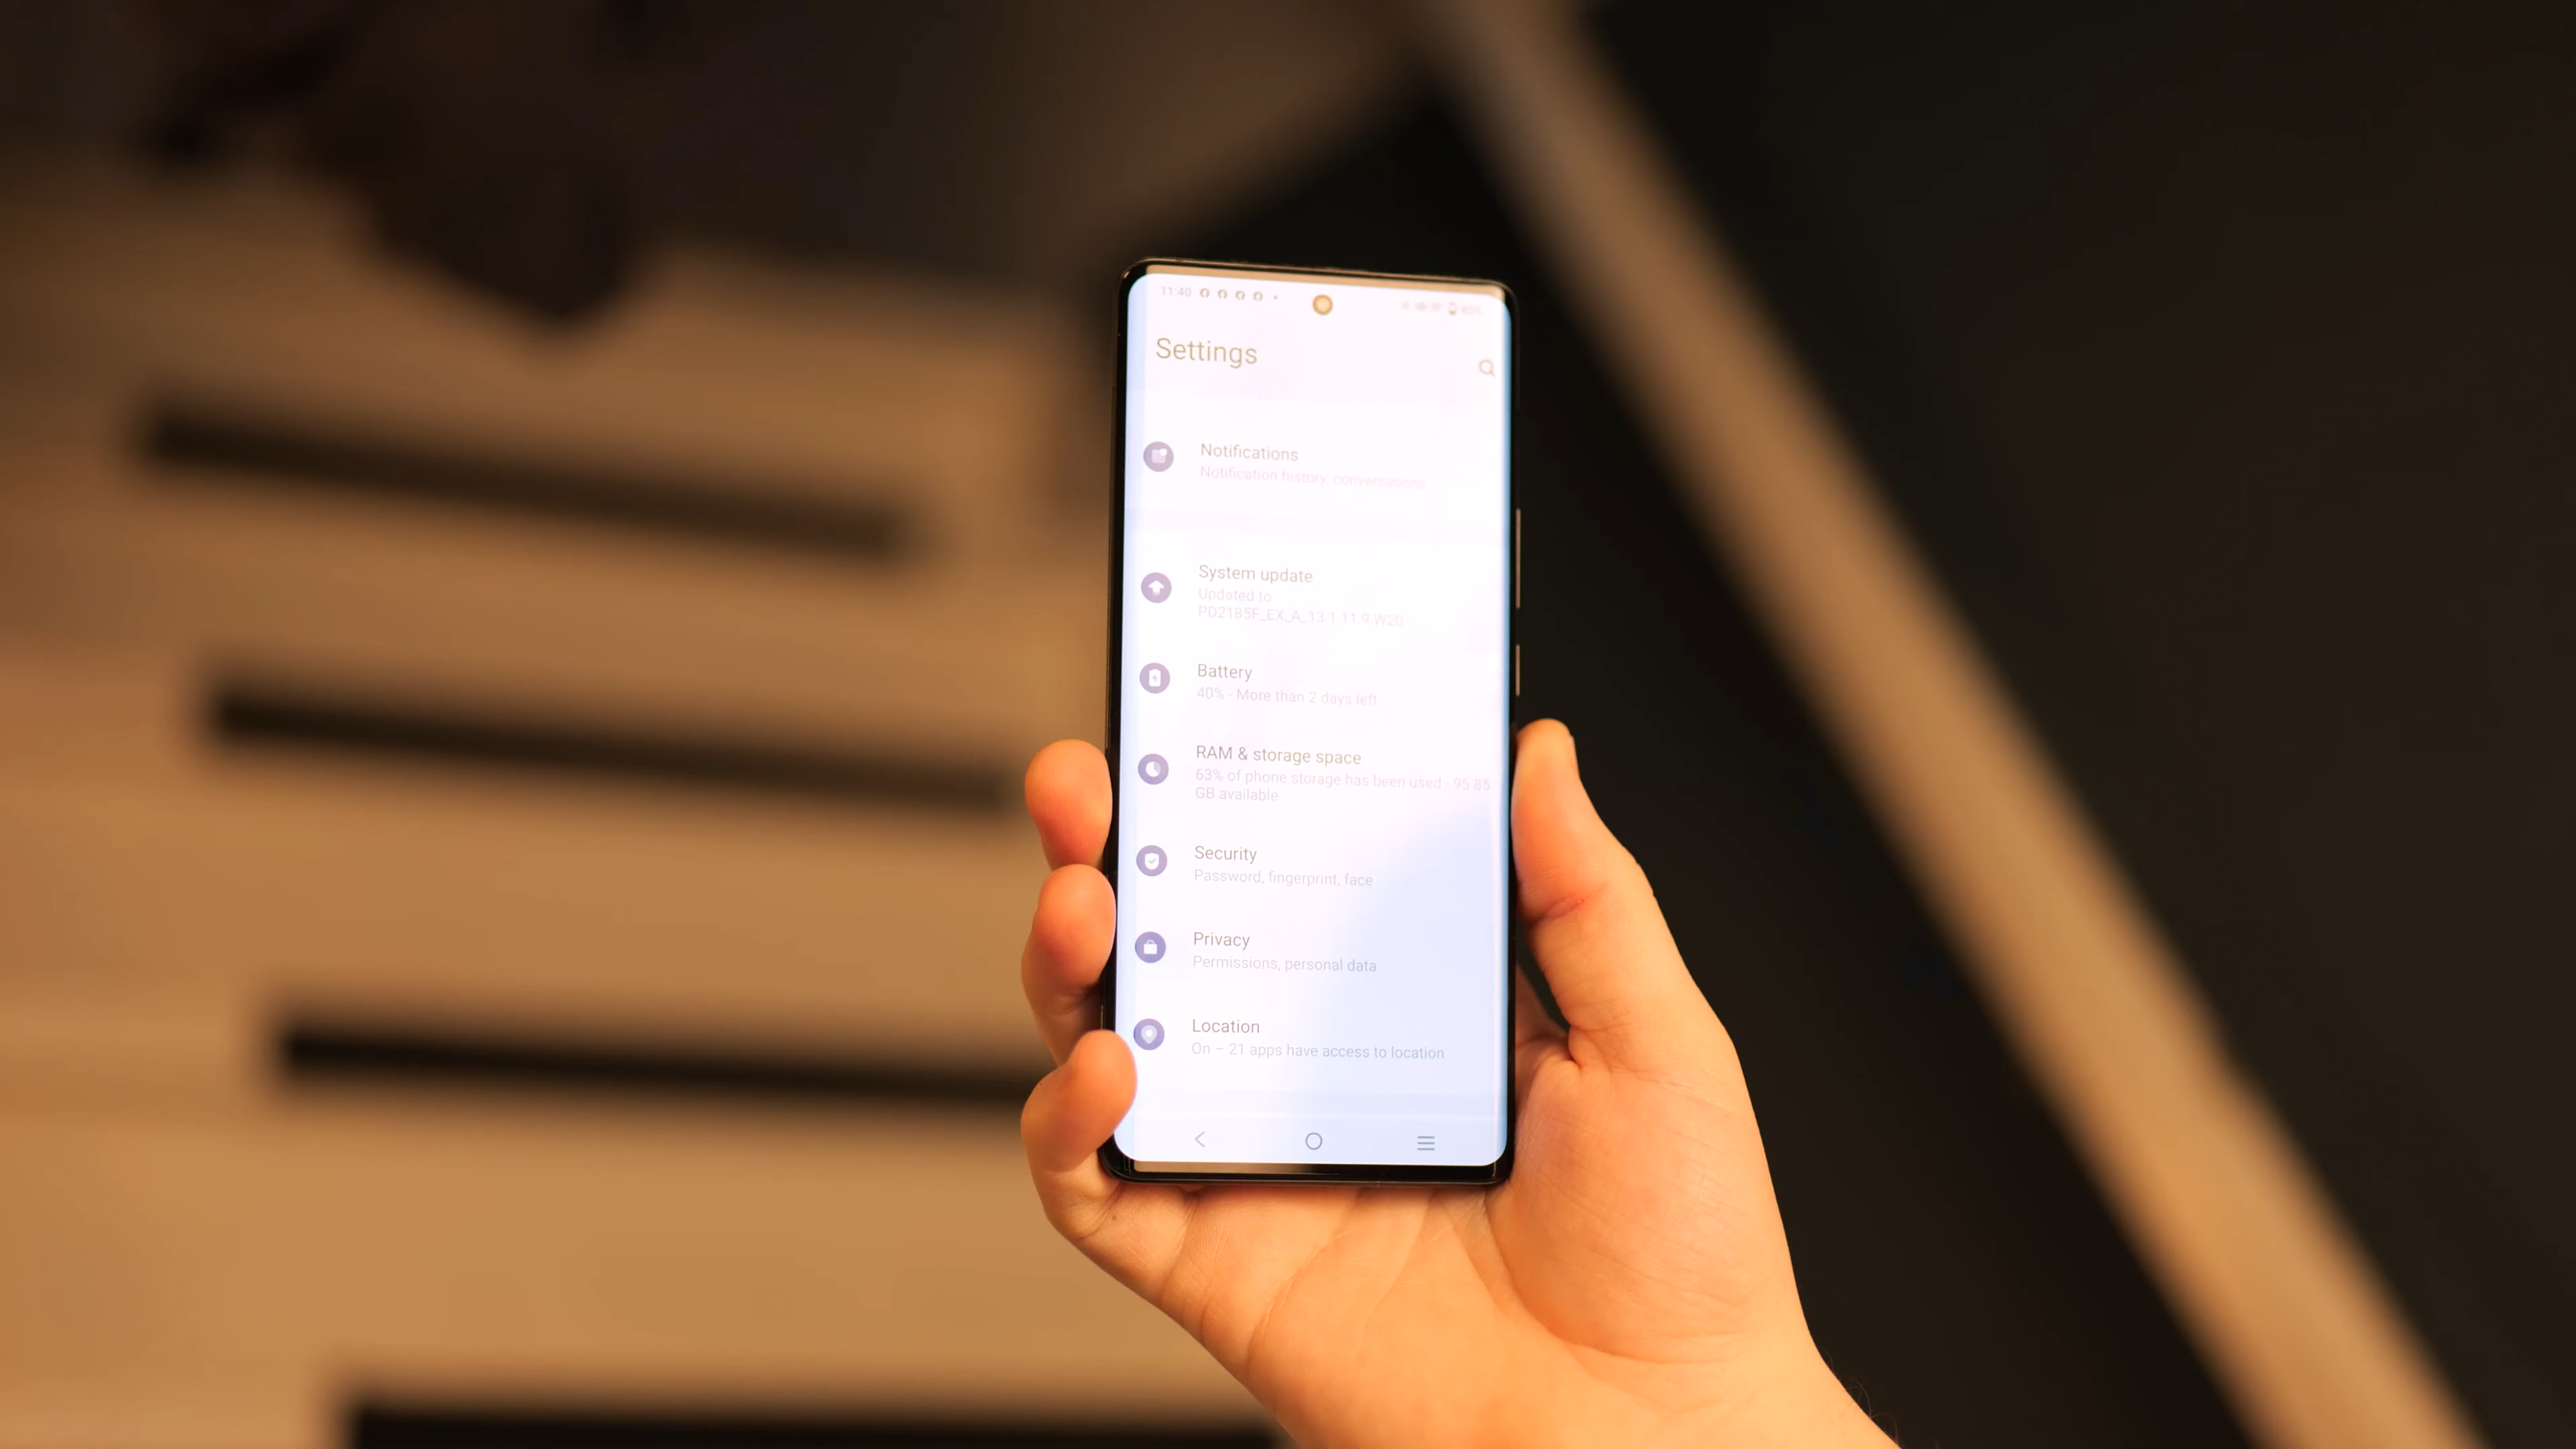 11:40
Settings
Notifications
Notification history, conversations
System update
Updated to
PD2185F_EX_A_13.1.11.9.W20
Battery
40% - More than 2 days left
RAM & storage space
63% of phone storage has been used - 95.85
GB available
Security
Password, fingerprint, face
Privacy
Permissions, personal data
Location
On – 21 apps have access to location